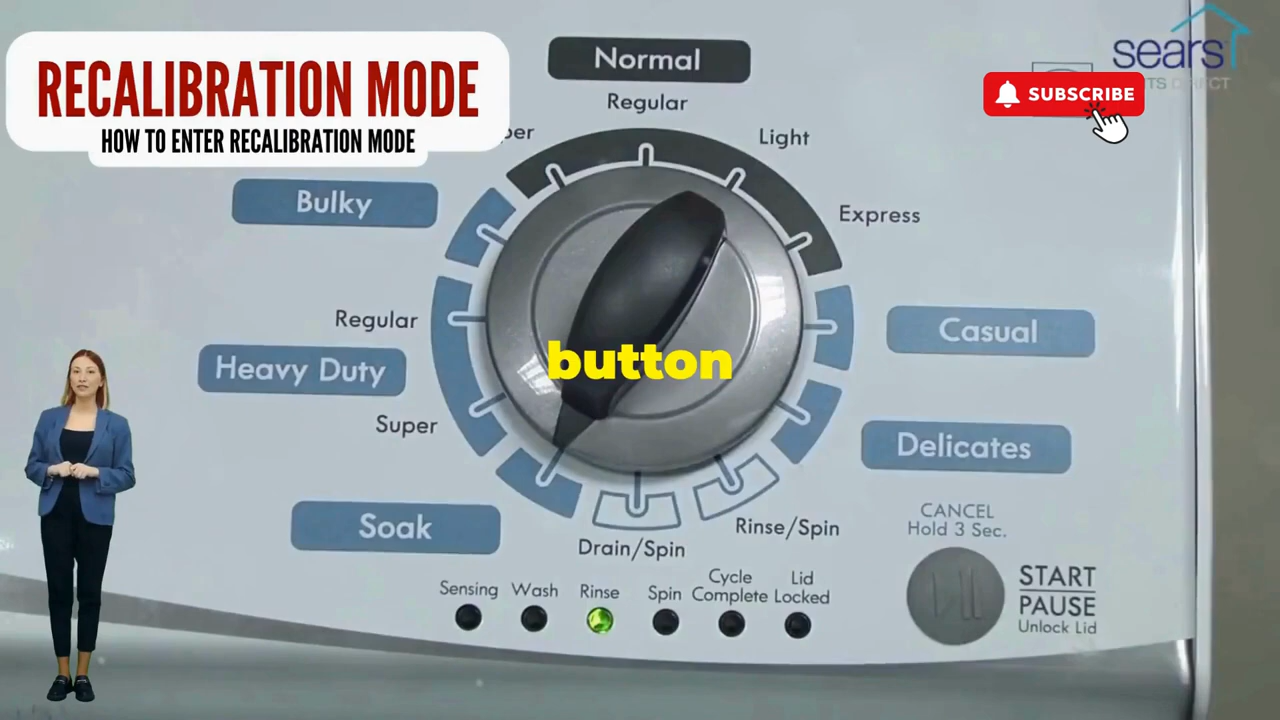 sears
RECALIBRATION MODE
HOW TO ENTER RECALIBRATION MODE
SUBSCRIBE
DIRECT
Normal
Regular
Light
Express
Bulky
Regular
Heavy Duty
Super
Soak
button
Casual
Delicates
Rinse/Spin
Drain/Spin
CANCEL
Hold 3 Sec.
START
PAUSE
Unlock Lid
Sensing
Wash
Rinse
Spin
Cycle
Complete
Lid
Locked